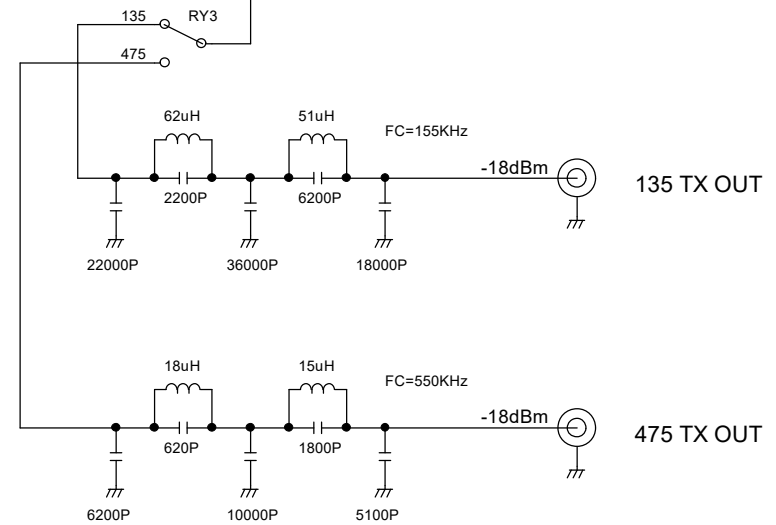 135
RY3
475
62uH
51uH
FC=155KHz
-18dBm
135 TX OUT
2200P
6200P
22000P
36000P
18000P
18uH
15uH
FC=550KHz
-18dBm
475 TX OUT
620P
1800P
6200P
10000P
5100P